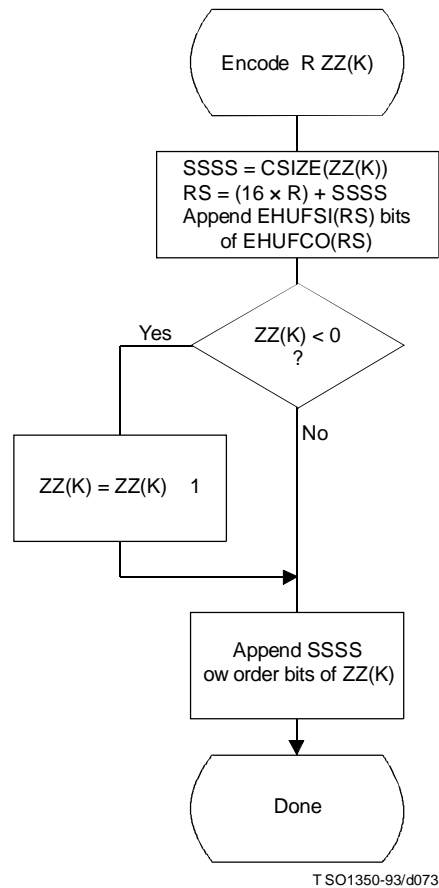 Encode R ZZ(K)
SSSS = CSIZE(ZZ(K))
RS = (16 × R) + SSSS
Append EHUFSI(RS) bits
of EHUFCO(RS)
ZZ(K) < 0
?
Yes
No
ZZ(K) = ZZ(K) 1
Append SSSS
ow order bits of ZZ(K)
Done
T SO1350-93/d073